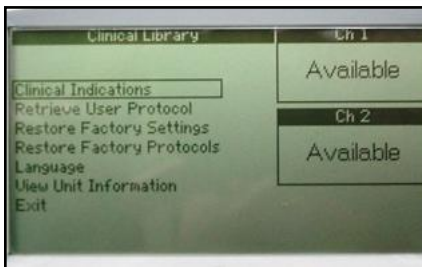 Clinical Library
Clinical Indications
Retrieve User Protocol
Restore Factory Settings
Restore Factory Protocols
Language
View Unit Information
Exit
Ch 1
Available
Ch 2
Available